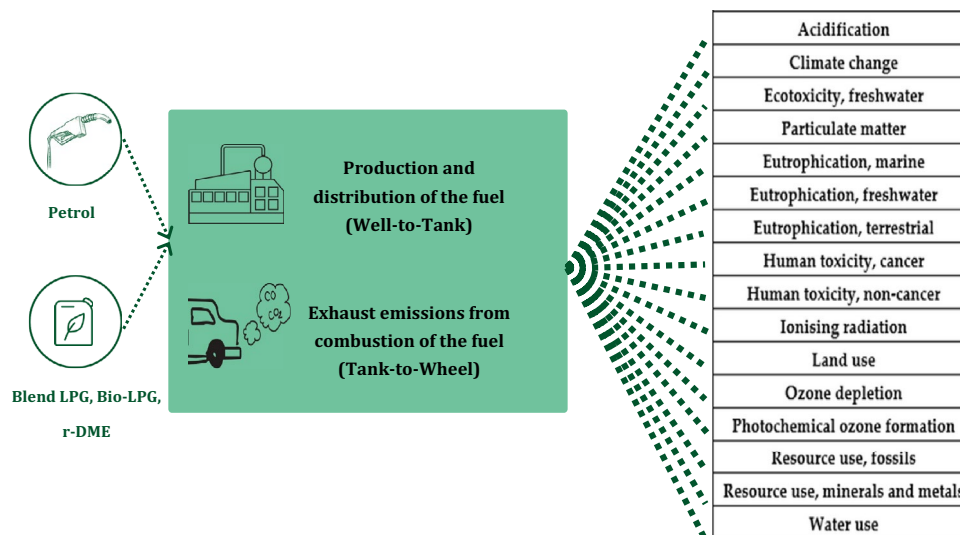 Petrol
Blend LPG, Bio-LPG,
r-DME
Production and
distribution of the fuel
(Well-to-Tank)
CO
CO₂
Exhaust emissions from
combustion of the fuel
(Tank-to-Wheel)
Acidification
Climate change
Ecotoxicity, freshwater
Particulate matter
Eutrophication, marine
Eutrophication, freshwater
Eutrophication, terrestrial
Human toxicity, cancer
Human toxicity, non-cancer
Ionising radiation
Land use
Ozone depletion
Photochemical ozone formation
Resource use, fossils
Resource use, minerals and metals
Water use